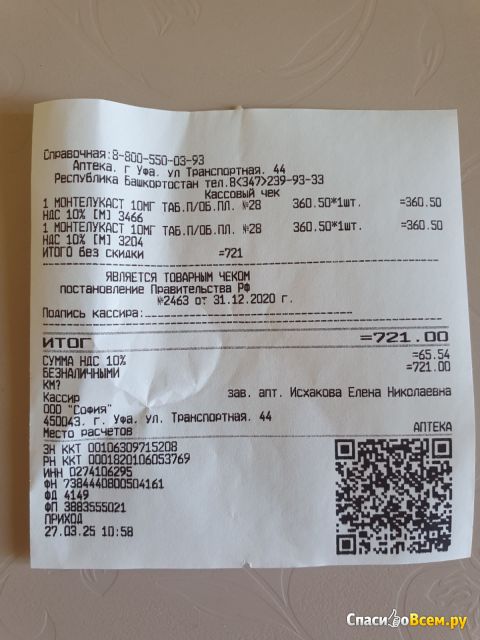 Справочная:8-800-550-03-93
Аптека, г Уфа, ул Транспортная, 44
Республика Башкортостан тел.8<347>239-93-33
Кассовый чек
1 МОНТЕЛУКАСТ 10МГ ТАБ.П/ОБ.ПЛ. №28 360.50*1шт. =360.50
НДС 10% [М] 3466
1 МОНТЕЛУКАСТ 10МГ ТАБ.П/ОБ.ПЛ. №28 360.50*1шт. =360.50
НДС 10% [М] 3204
ИТОГО без скидки =721
ЯВЛЯЕТСЯ ТОВАРНЫМ ЧЕКОМ
постановление Правительства РФ
№2463 от 31.12.2020 г.
Подпись кассира:
ИТОГ =721.00
СУММА НДС 10% =65.54
БЕЗНАЛИЧНЫМИ =721.00
КМ?
Кассир зав. апт. Исхакова Елена Николаевна
ООО "София"
450043, г. Уфа, Ул. Транспортная, 44
Место расчетов АПТЕКА
ЗН ККТ 00106309715208
РН ККТ 0001820106053769
ИНН 0274106295
ФН 7384440800504161
ФД 4149
ФП 3883555021
ПРИХОД
27.03.25 10:58
СпасибоВсем.ру